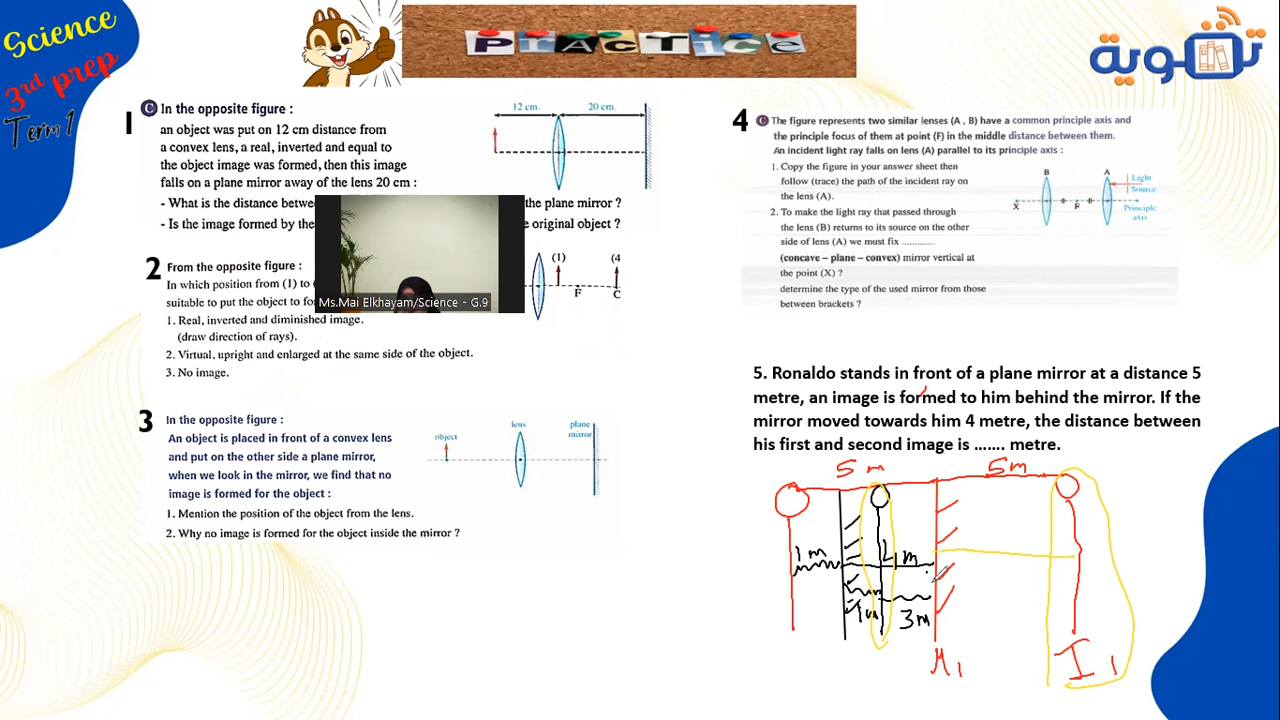 Science
3rd prep
Term 1
PracTice
تقوية
1
C In the opposite figure :
an object was put on 12 cm distance from
a convex lens, a real, inverted and equal to
the object image was formed, then this image
falls on a plane mirror away of the lens 20 cm :
- What is the distance betwe
the plane mirror ?
- Is the image formed by the
original object ?
12 cm.
20 cm.
2
From the opposite figure :
In which position from (1) to
suitable to put the object to fo
1. Real, inverted and diminished image.
(draw direction of rays).
2. Virtual, upright and enlarged at the same side of the object.
3. No image.
(1)
(4
F
C
Ms.Mai Elkhayam/Science - G.9
3
In the opposite figure :
An object is placed in front of a convex lens
and put on the other side a plane mirror,
when we look in the mirror, we find that no
image is formed for the object :
1. Mention the position of the object from the lens.
2. Why no image is formed for the object inside the mirror ?
object
lens
plane
mirror
4
C The figure represents two similar lenses (A , B) have a common principle axis and
the principle focus of them at point (F) in the middle distance between them.
An incident light ray falls on lens (A) parallel to its principle axis :
1. Copy the figure in your answer sheet then
follow (trace) the path of the incident ray on
the lens (A).
2. To make the light ray that passed through
the lens (B) returns to its source on the other
side of lens (A) we must fix ............
(concave – plane – convex) mirror vertical at
the point (X) ?
determine the type of the used mirror from those
between brackets ?
B
A
Light
Source
X
F
Principle
axis
5. Ronaldo stands in front of a plane mirror at a distance 5
metre, an image is formed to him behind the mirror. If the
mirror moved towards him 4 metre, the distance between
his first and second image is ....... metre.
5 m
5m
1 m
4 m
1m
3m
M1
I 1